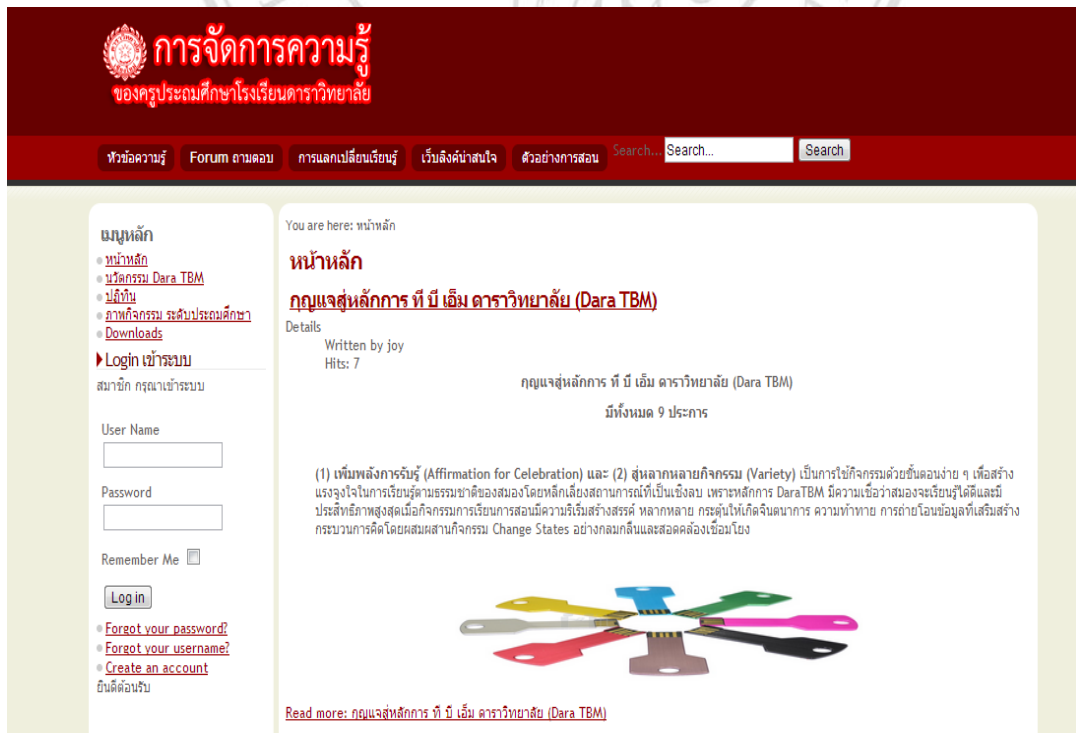 การจัดการความรู้
ของครูประถมศึกษาโรงเรียนดาราวิทยาลัย
หัวข้อความรู้ Forum ถามตอบ การแลกเปลี่ยนเรียนรู้ เว็บลิงค์น่าสนใจ ตัวอย่างการสอน Search... Search... Search
เมนูหลัก
หน้าหลัก
นวัตกรรม Dara TBM
ปฏิทิน
ภาพกิจกรรม ระดับประถมศึกษา
Downloads
Login เข้าระบบ
สมาชิก กรุณาเข้าระบบ
User Name
Password
Remember Me
Log in
Forgot your password?
Forgot your username?
Create an account
ยินดีต้อนรับ
You are here: หน้าหลัก
หน้าหลัก
กุญแจสู่หลักการ ที บี เอ็ม ดาราวิทยาลัย (Dara TBM)
Details
Written by joy
Hits: 7
กุญแจสู่หลักการ ที บี เอ็ม ดาราวิทยาลัย (Dara TBM)
มีทั้งหมด 9 ประการ
(1) เพิ่มพลังการรับรู้ (Affirmation for Celebration) และ (2) สู่หลากหลายกิจกรรม (Variety) เป็นการใช้กิจกรรมด้วยขั้นตอนง่าย ๆ เพื่อสร้าง
แรงจูงใจในการเรียนรู้ตามธรรมชาติของสมองโดยหลีกเลี่ยงสถานการณ์ที่เป็นเชิงลบ เพราะหลักการ DaraTBM มีความเชื่อว่าสมองจะเรียนรู้ได้ดีและมี
ประสิทธิภาพสูงสุดเมื่อกิจกรรมการเรียนการสอนมีความริเริ่มสร้างสรรค์ หลากหลาย กระตุ้นให้เกิดจินตนาการ ความท้าทาย การถ่ายโอนข้อมูลที่เสริมสร้าง
กระบวนการคิดโดยผสมผสานกิจกรรม Change States อย่างกลมกลืนและสอดคล้องเชื่อมโยง
Read more: กุญแจสู่หลักการ ที บี เอ็ม ดาราวิทยาลัย (Dara TBM)